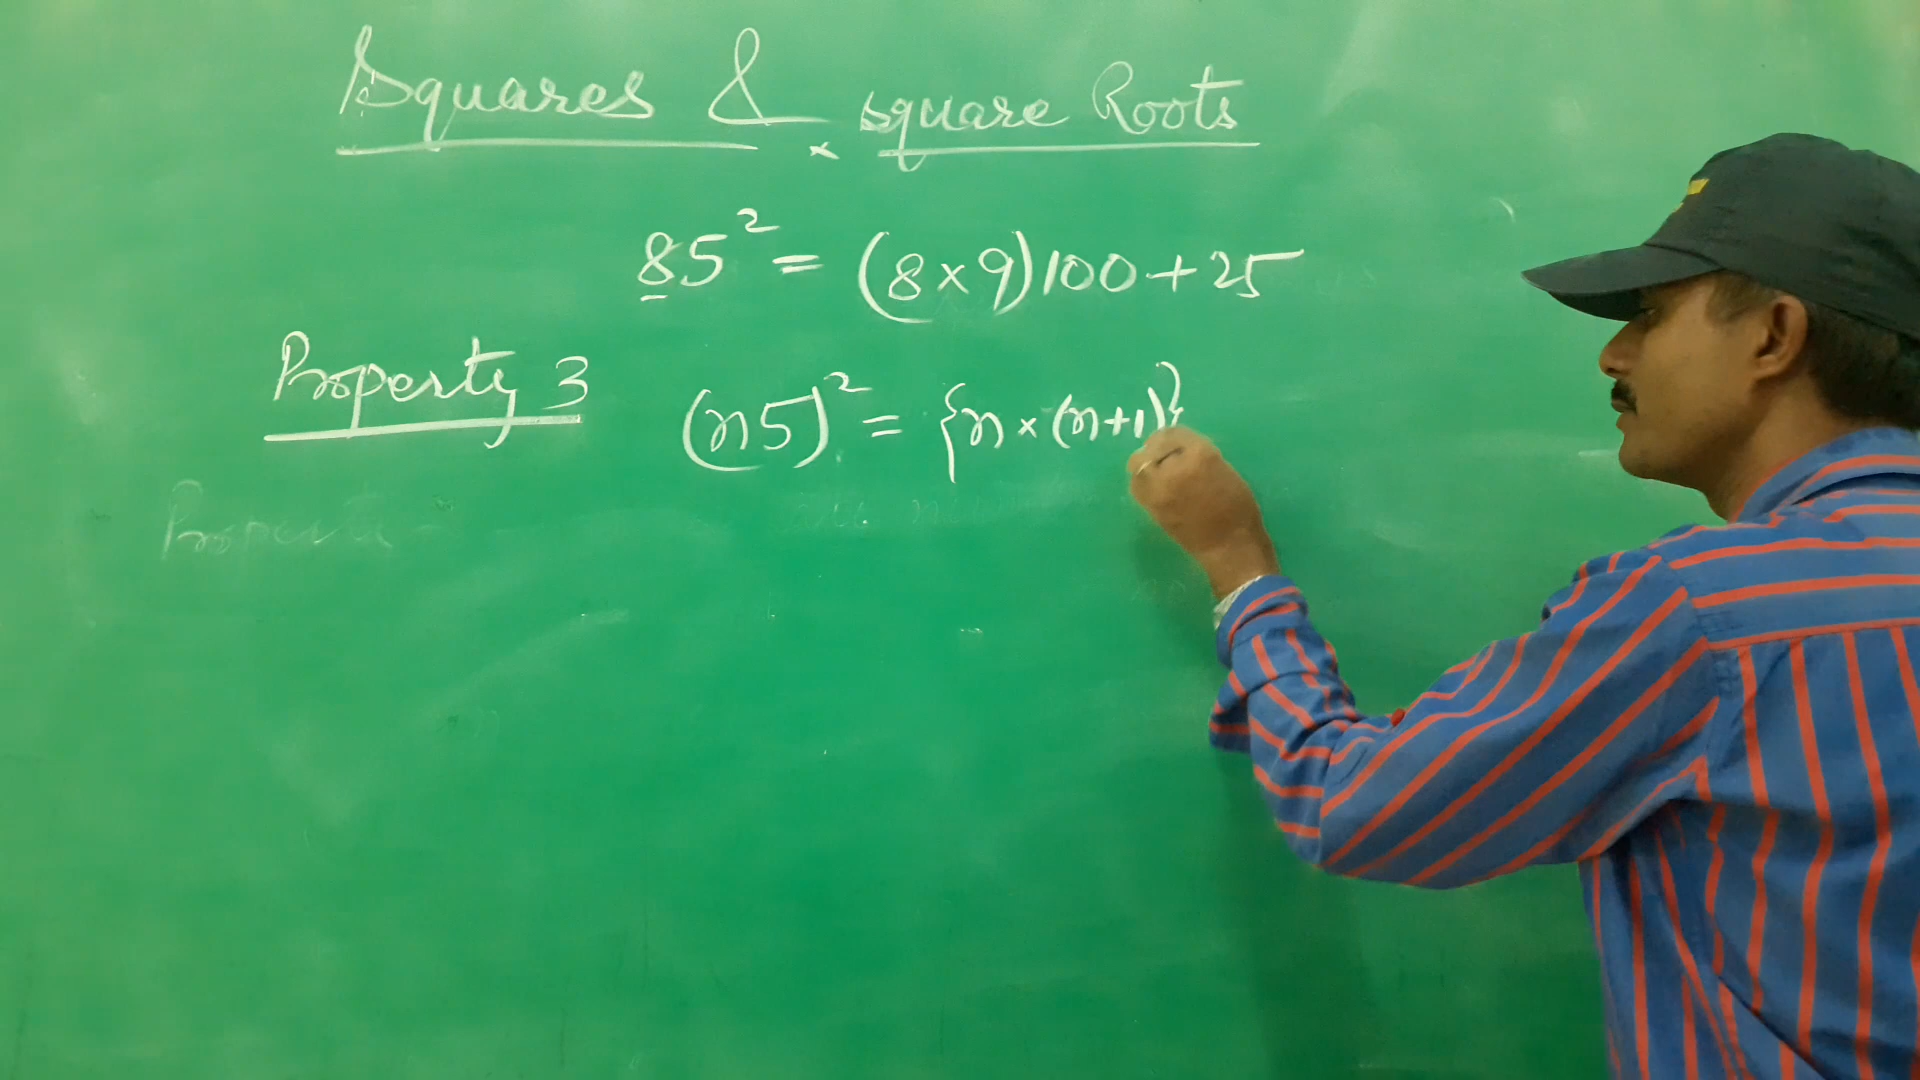 Squares & square Roots
85² = (8×9)100+25
Property 3 (n5)² = {n×(n+1)}